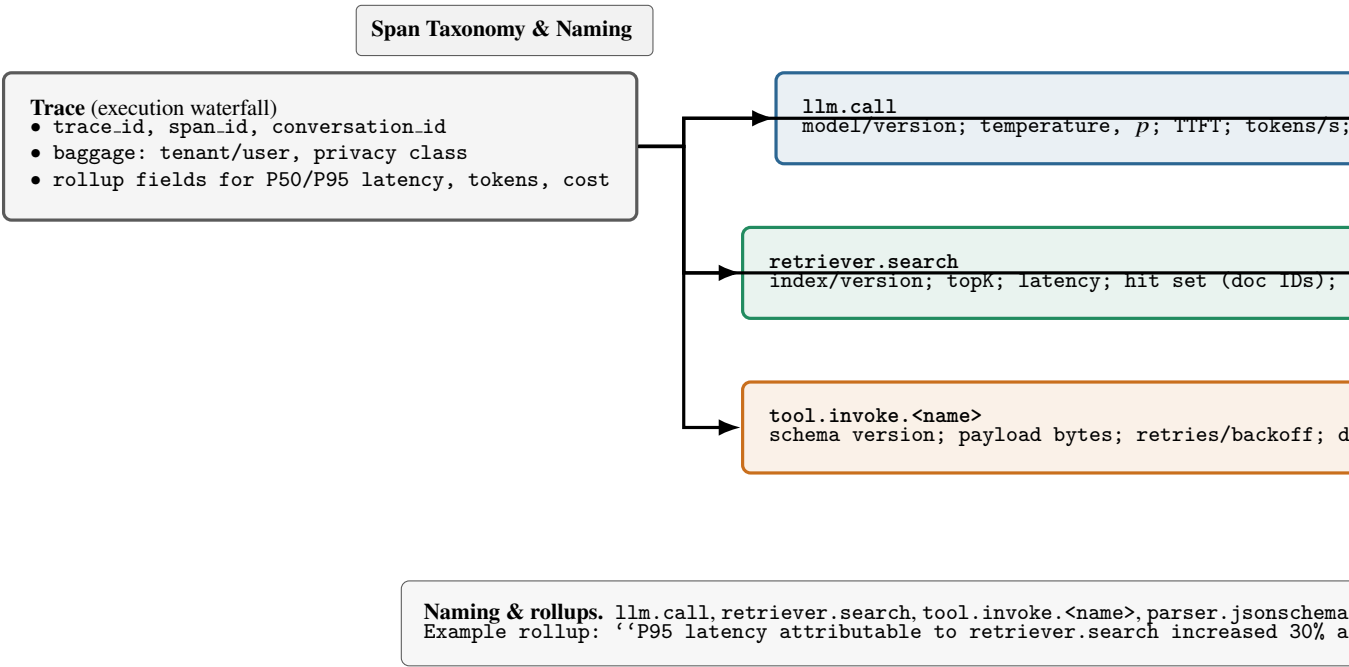 Span Taxonomy & Naming
Trace (execution waterfall)
• trace_id, span_id, conversation_id
• baggage: tenant/user, privacy class
• rollup fields for P50/P95 latency, tokens, cost
llm.call
model/version; temperature, p; TTFT; tokens/s;
retriever.search
index/version; topK; latency; hit set (doc IDs);
tool.invoke.<name>
schema version; payload bytes; retries/backoff; d
Naming & rollups. llm.call, retriever.search, tool.invoke.<name>, parser.jsonschema
Example rollup: ‘‘P95 latency attributable to retriever.search increased 30% a